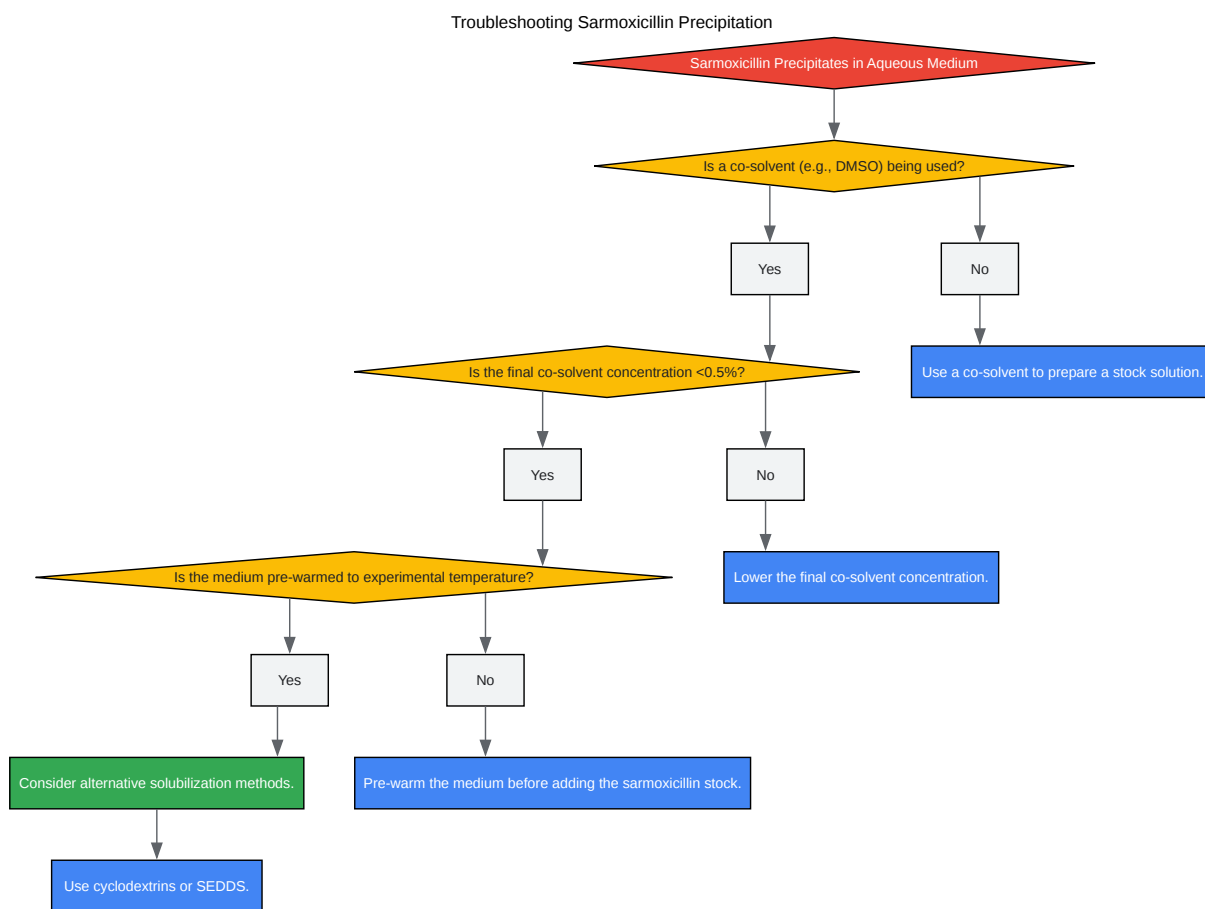 Troubleshooting Sarmoxicillin Precipitation
Sarmoxicillin Precipitates in Aqueous Medium
Is a co-solvent (e.g., DMSO) being used?
Yes
No
Is the final co-solvent concentration <0.5%?
Use a co-solvent to prepare a stock solution.
Yes
No
Is the medium pre-warmed to experimental temperature?
Lower the final co-solvent concentration.
Yes
No
Consider alternative solubilization methods.
Pre-warm the medium before adding the sarmoxicillin stock.
Use cyclodextrins or SEDDS.